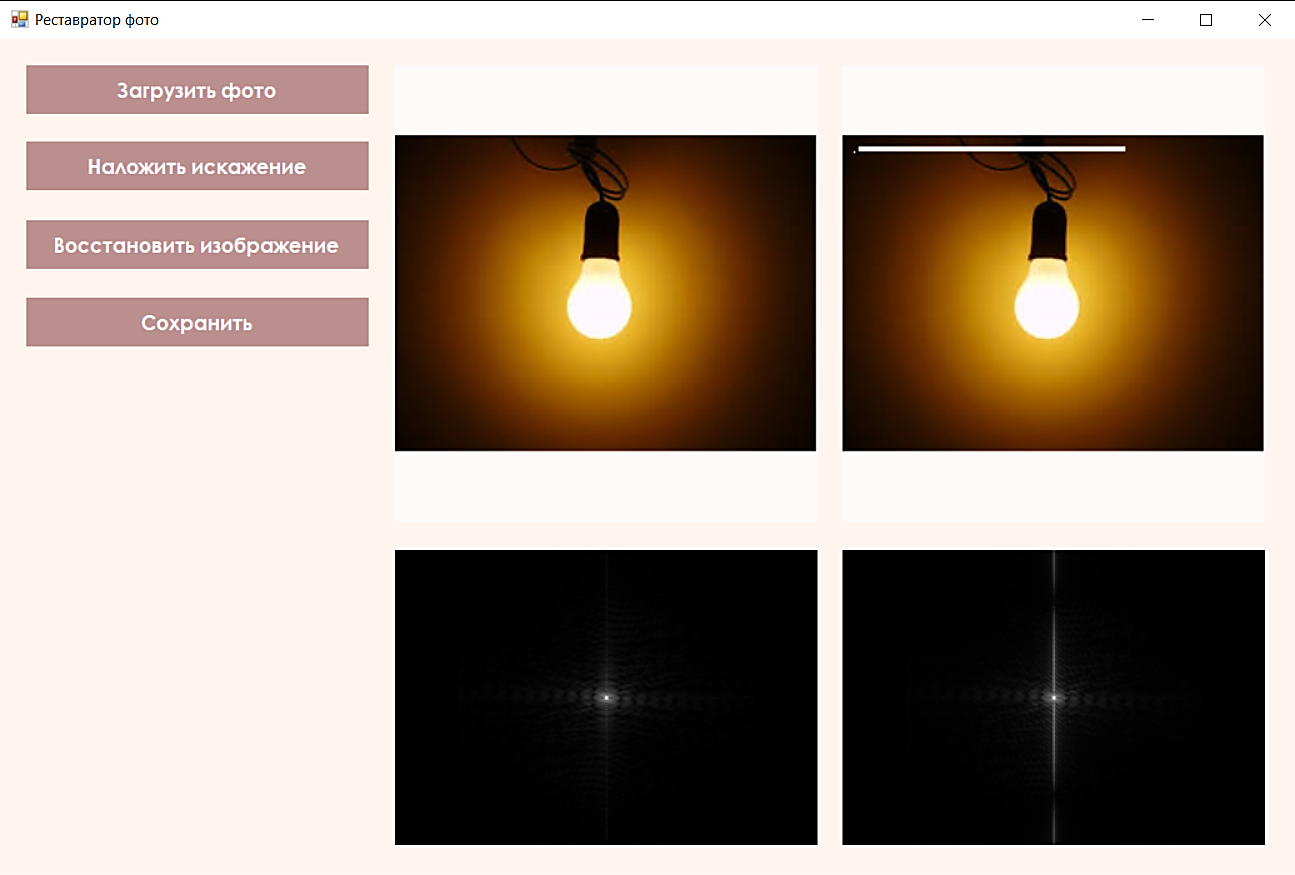 Реставратор фото
Загрузить фото
Наложить искажение
Восстановить изображение
Сохранить